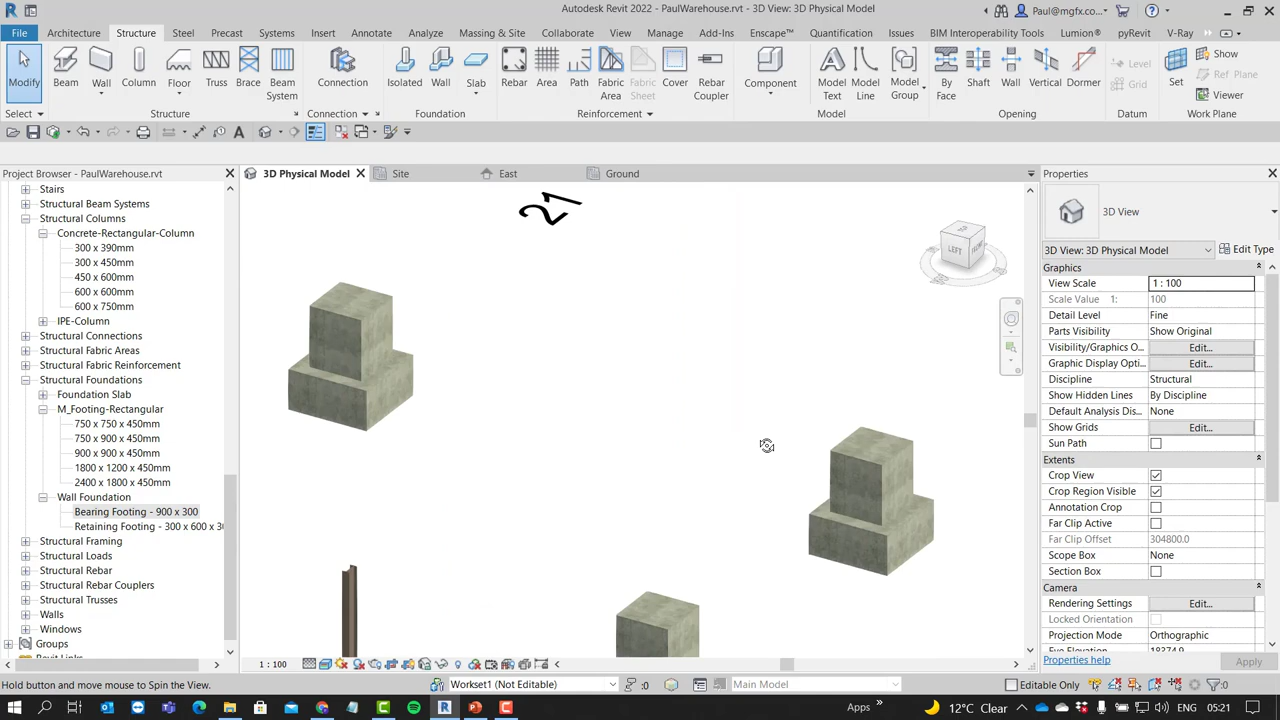 Autodesk Revit 2022 - PaulWarehouse.rvt - 3D View: 3D Physical Model
Paul@mgfx.co...
File Architecture Structure Steel Precast Systems Insert Annotate Analyze Massing & Site Collaborate View Manage Add-Ins Enscape™ Quantification Issues BIM Interoperability Tools Lumion® pyRevit V-Ray
Modify Beam Wall Column Floor Truss Brace Beam System Connection Isolated Wall Slab Rebar Area Path Fabric Area Fabric Sheet Cover Rebar Coupler Component Model Text Model Line Model Group By Face Shaft Wall Vertical Dormer Level Grid Set Show Ref Plane Viewer
Select Structure Connection Foundation Reinforcement Model Opening Datum Work Plane
Project Browser - PaulWarehouse.rvt
Stairs
Structural Beam Systems
Structural Columns
Concrete-Rectangular-Column
300 x 390mm
300 x 450mm
450 x 600mm
600 x 600mm
600 x 750mm
IPE-Column
Structural Connections
Structural Fabric Areas
Structural Fabric Reinforcement
Structural Foundations
Foundation Slab
M_Footing-Rectangular
750 x 750 x 450mm
750 x 900 x 450mm
900 x 900 x 450mm
1800 x 1200 x 450mm
2400 x 1800 x 450mm
Wall Foundation
Bearing Footing - 900 x 300
Retaining Footing - 300 x 600 x 3
Structural Framing
Structural Loads
Structural Rebar
Structural Rebar Couplers
Structural Trusses
Walls
Windows
Groups
3D Physical Model Site East Ground
21
LEFT
1 : 100
Properties
3D View
3D View: 3D Physical Model Edit Type
Graphics
View Scale 1 : 100
Scale Value 1: 100
Detail Level Fine
Parts Visibility Show Original
Visibility/Graphics O... Edit...
Graphic Display Opti... Edit...
Discipline Structural
Show Hidden Lines By Discipline
Default Analysis Dis... None
Show Grids Edit...
Sun Path
Extents
Crop View
Crop Region Visible
Annotation Crop
Far Clip Active
Far Clip Offset 304800.0
Scope Box None
Section Box
Camera
Rendering Settings Edit...
Locked Orientation
Projection Mode Orthographic
Properties help Apply
Hold button and move mouse to Spin the View. Workset1 (Not Editable) :0 Main Model Editable Only :0
Apps 12°C Clear ENG 05:21